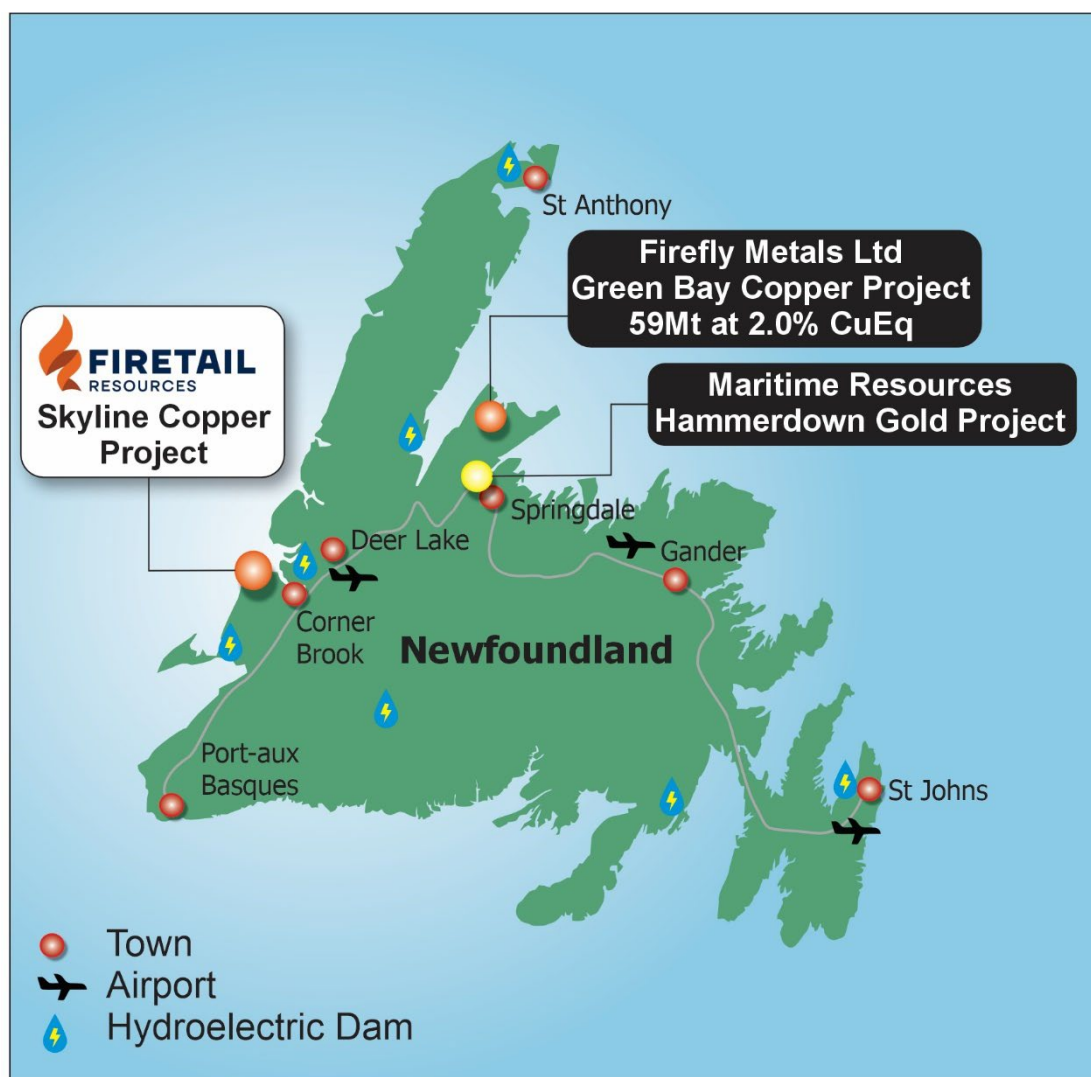 St Anthony
Firefly Metals Ltd
Green Bay Copper Project
59Mt at 2.0% CuEq
FIRETAIL
RESOURCES
Skyline Copper
Project
Maritime Resources
Hammerdown Gold Project
Springdale
Deer Lake
Gander
Corner
Brook
Newfoundland
Port-aux
Basques
St Johns
Town
Airport
Hydroelectric Dam